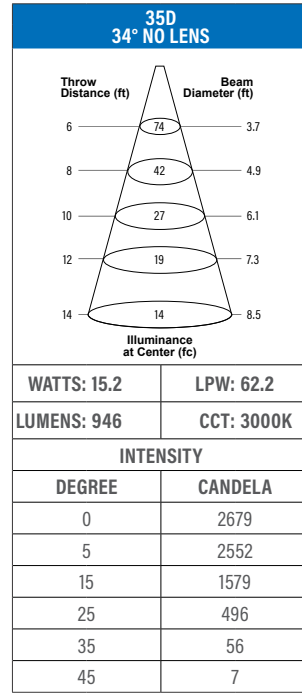 35D
34° NO LENS
Throw Beam
Distance (ft) Diameter (ft)
6 74 3.7
8 42 4.9
10 27 6.1
12 19 7.3
14 14 8.5
Illuminance
at Center (fc)
WATTS: 15.2 LPW: 62.2
LUMENS: 946 CCT: 3000K
INTENSITY
DEGREE CANDELA
0 2679
5 2552
15 1579
25 496
35 56
45 7